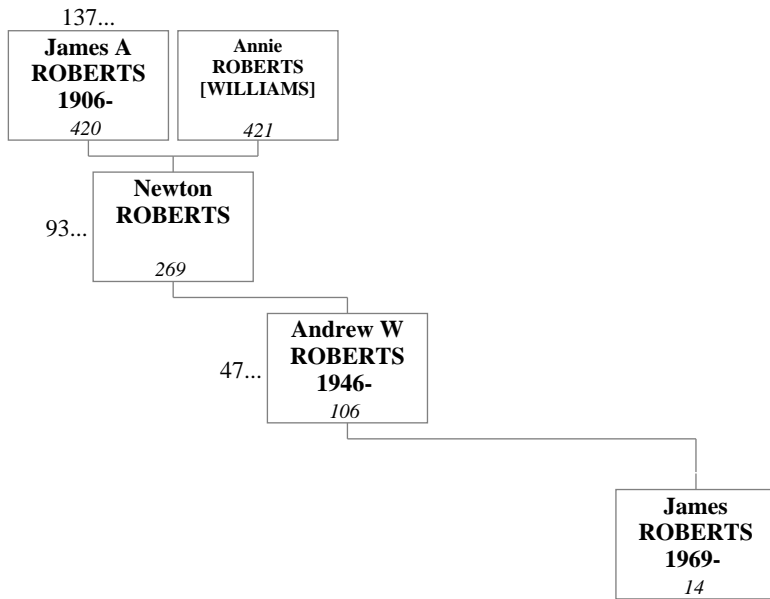 137...
James A
ROBERTS
1906-
420
Annie
ROBERTS
[WILLIAMS]
421
93...
Newton
ROBERTS
269
47...
Andrew W
ROBERTS
1946-
106
James
ROBERTS
1969-
14